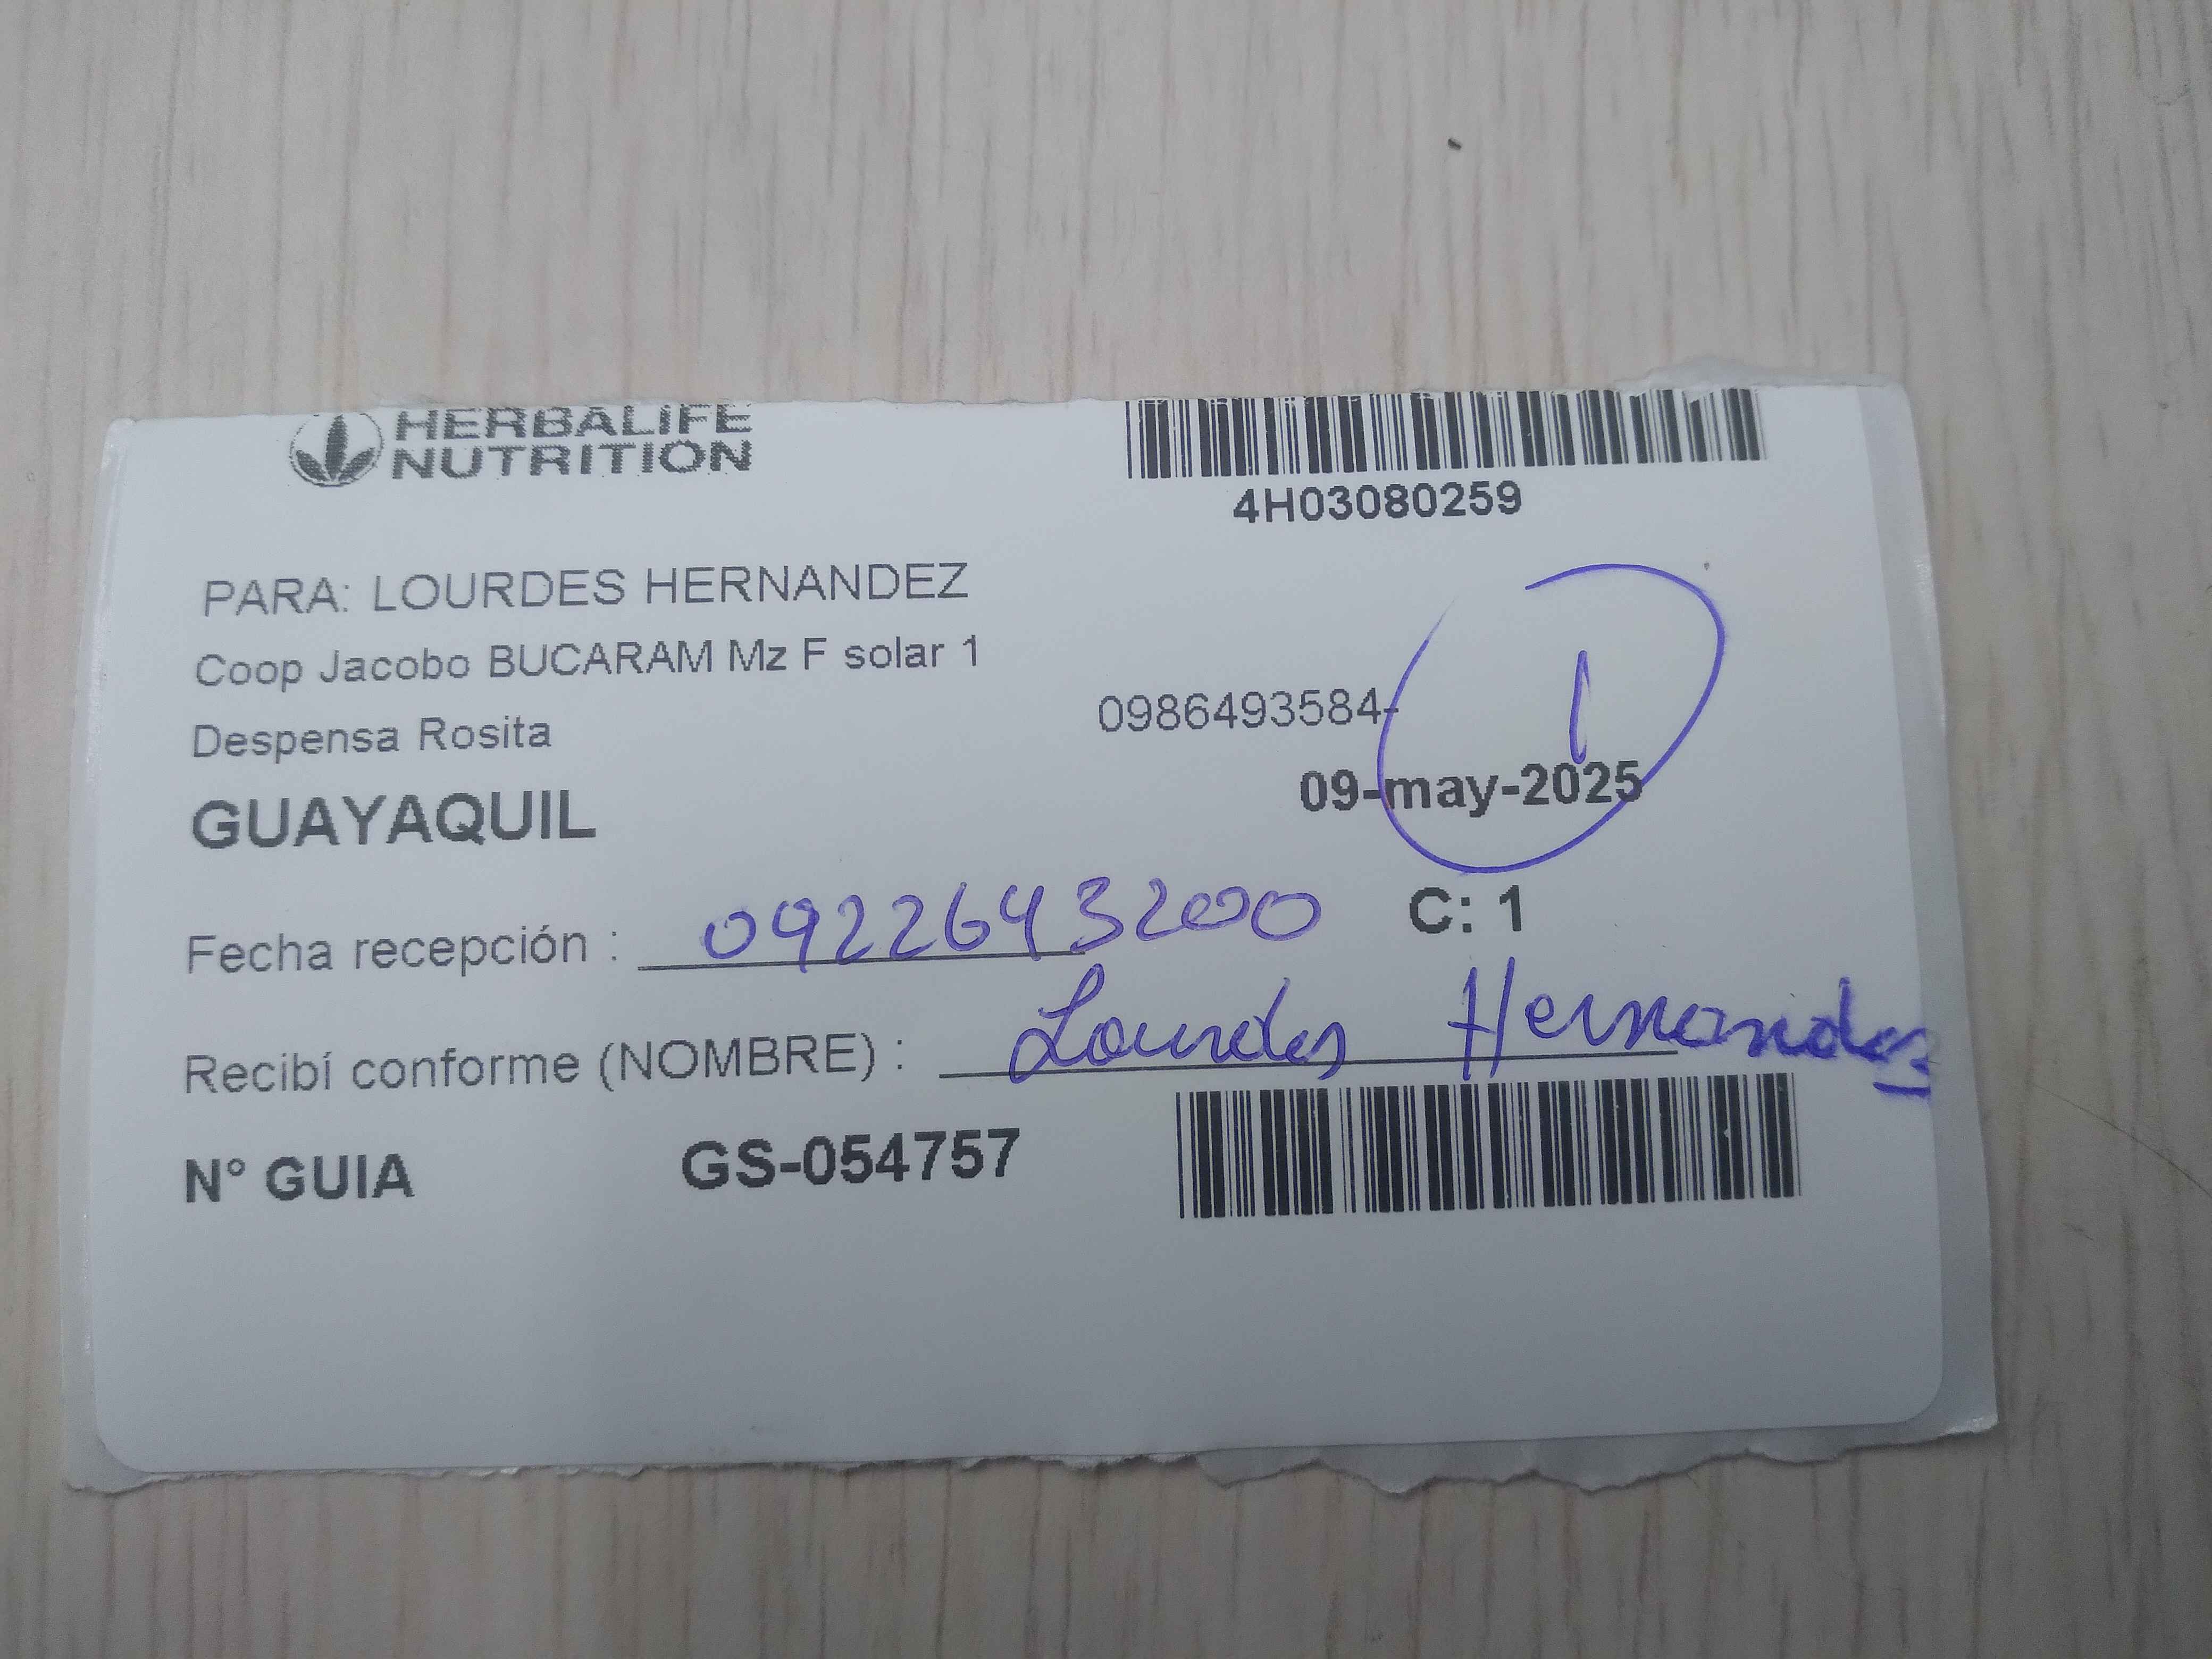 HERBALIFE
NUTRITION
4H03080259
PARA: LOURDES HERNANDEZ
Coop Jacobo BUCARAM Mz F solar 1
Despensa Rosita
0986493584-
1
GUAYAQUIL
09-may-2025
Fecha recepción : 0922643200
C: 1
Recibí conforme (NOMBRE) : Lourdes Hernandez
N° GUIA GS-054757